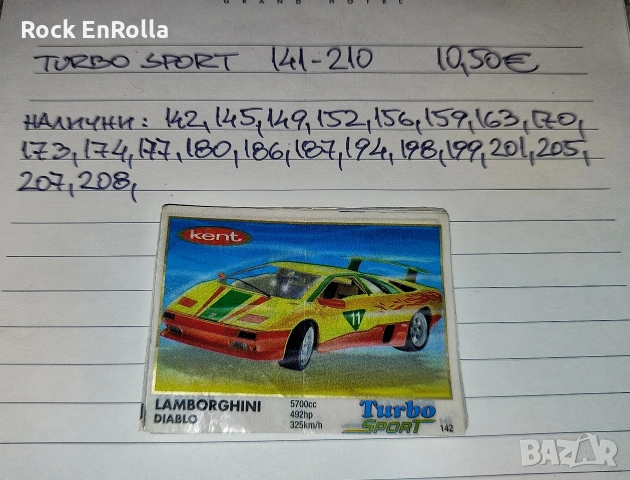 GRAND HOTEL
Rock EnRolla
TURBO SPORT 141-210 10,50€
НАЛИЧНИ: 142, 145, 149, 152, 156, 159, 163, 170,
173, 174, 177, 180, 186, 187, 194, 198, 199, 201, 205,
207, 208,
kent
11
LAMBORGHINI
DIABLO
5700cc
492hp
325km/h
Turbo
SPORT
142
BAZAR